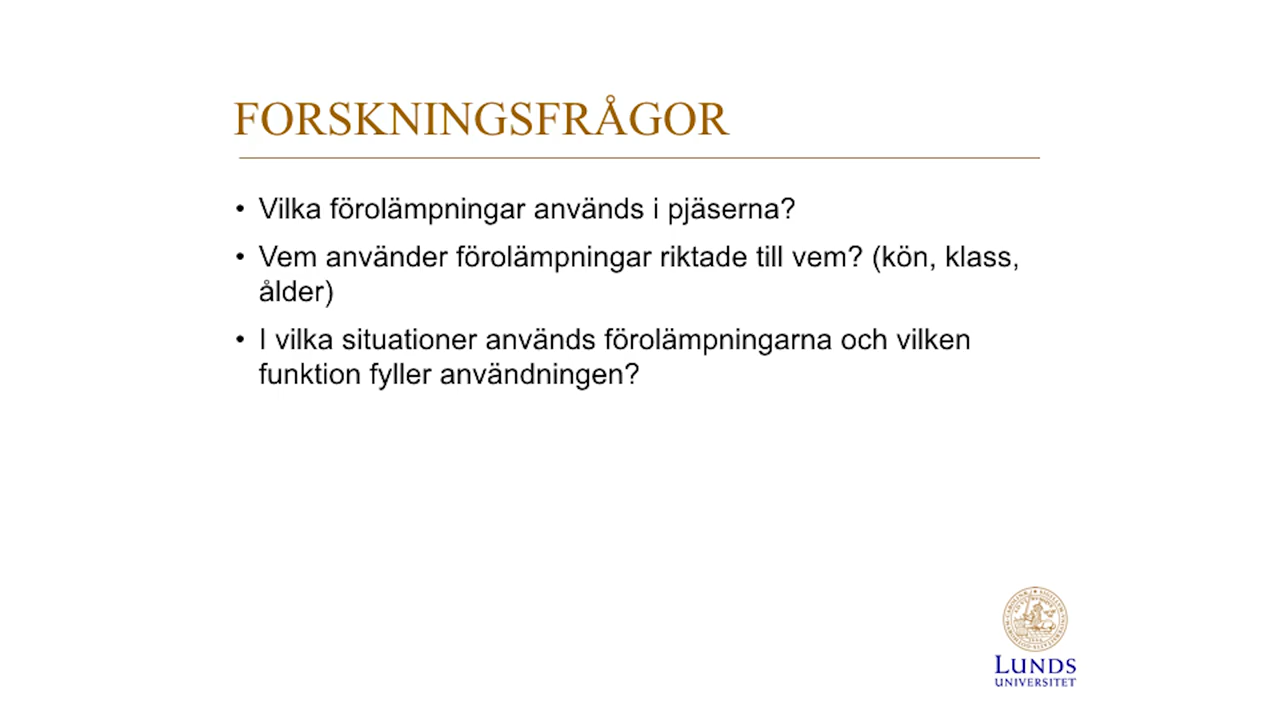 FORSKNINGSFRÅGOR
• Vilka förolämpningar används i pjäserna?
• Vem använder förolämpningar riktade till vem? (kön, klass,
ålder)
• I vilka situationer används förolämpningarna och vilken
funktion fyller användningen?
LUNDS
UNIVERSITET